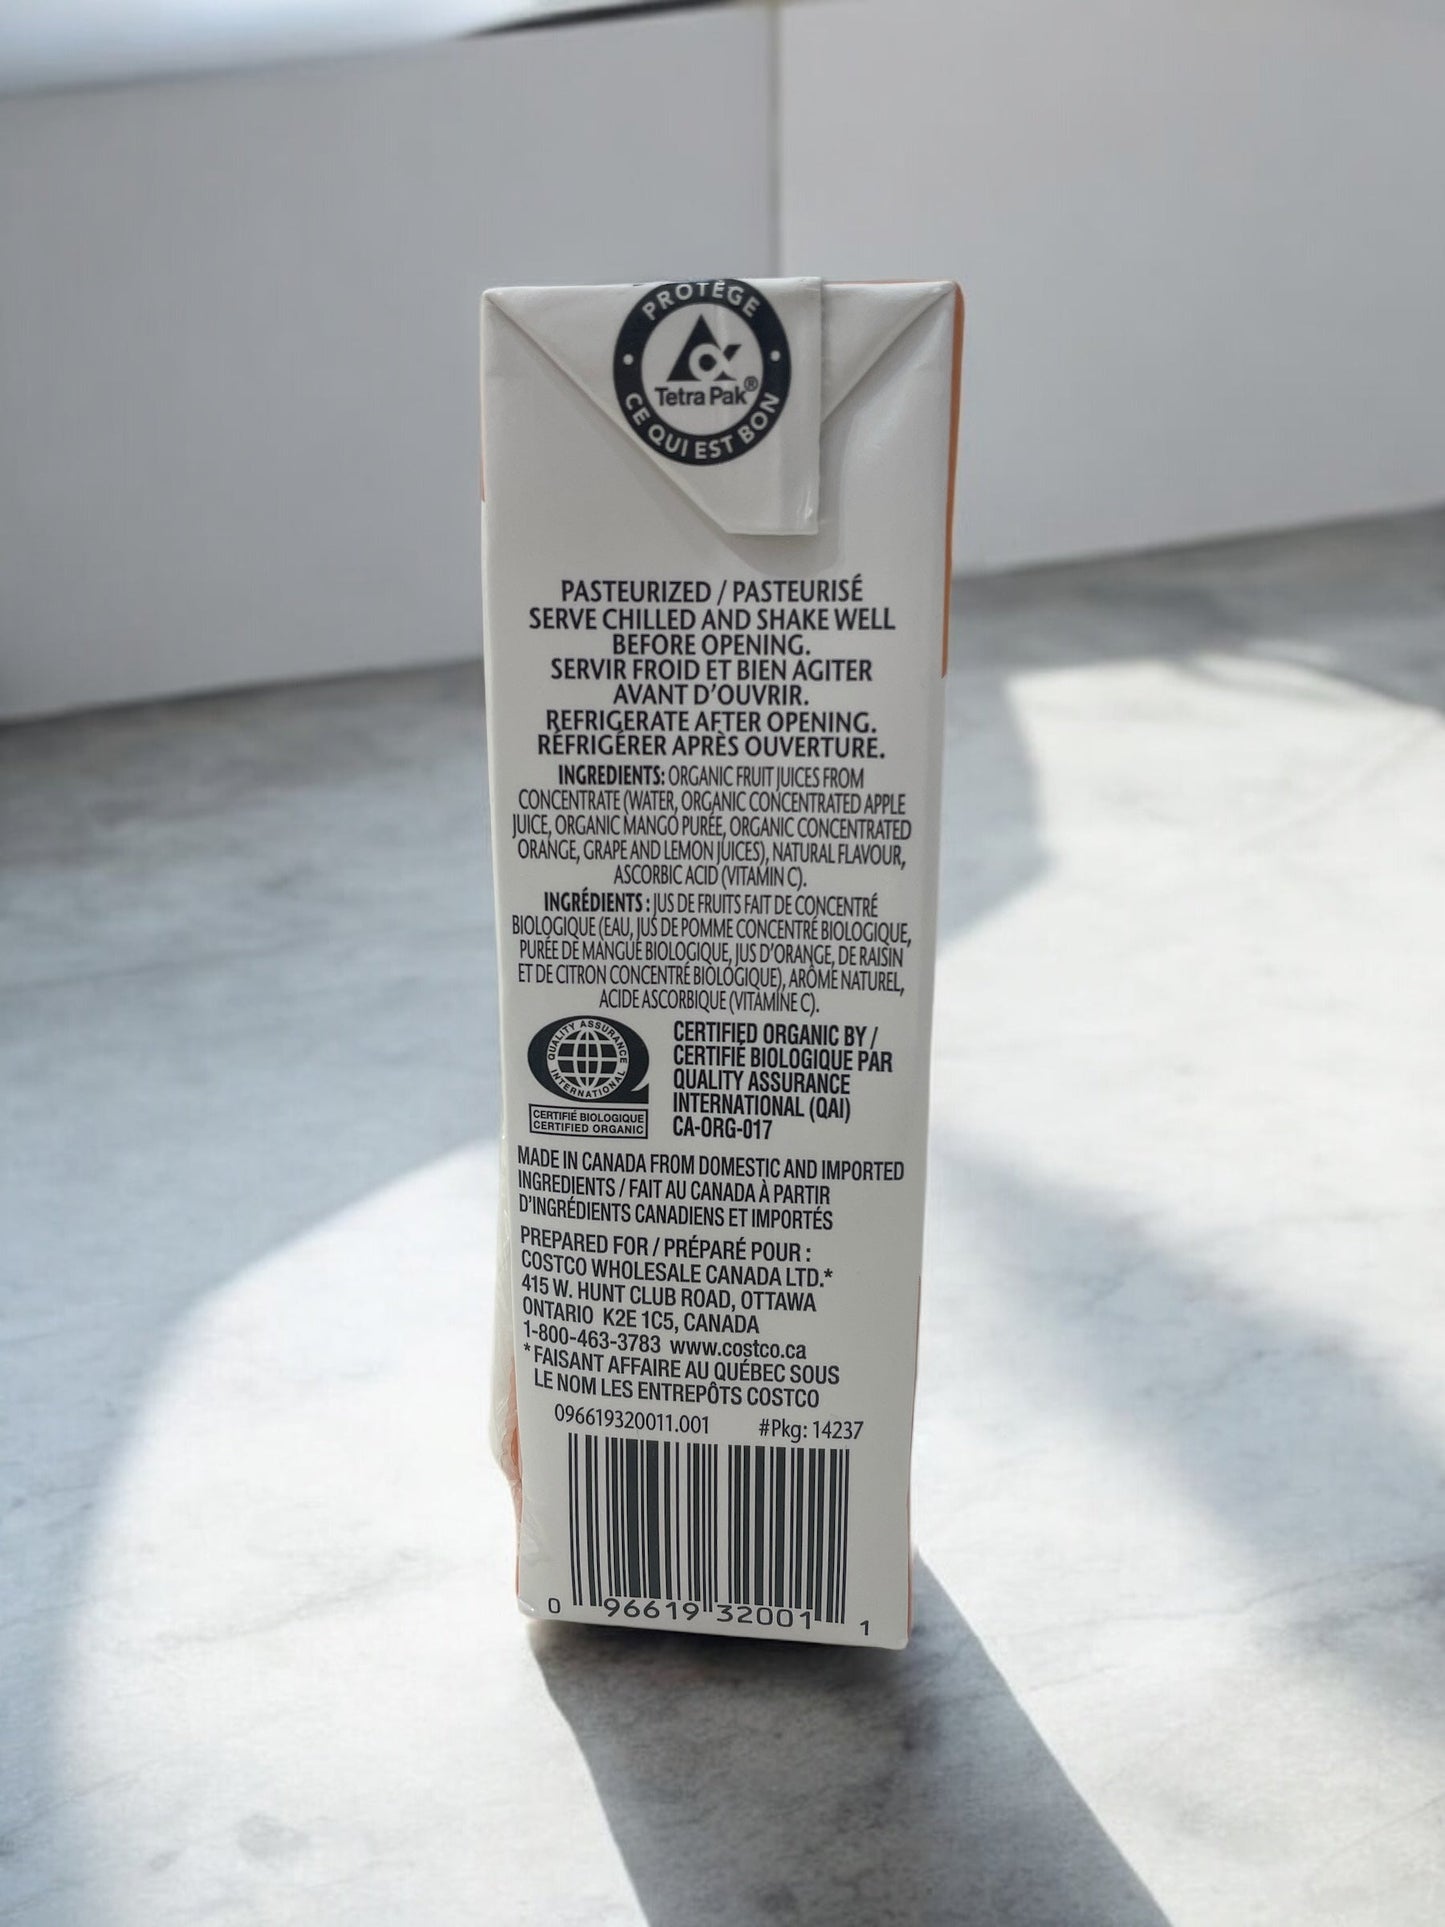 PROTÈGE
Tetra Pak®
CE QUI EST BON
PASTEURIZED / PASTEURISÉ
SERVE CHILLED AND SHAKE WELL
BEFORE OPENING.
SERVIR FROID ET BIEN AGITER
AVANT D'OUVRIR.
REFRIGERATE AFTER OPENING.
RÉFRIGÉRER APRÈS OUVERTURE.
INGREDIENTS: ORGANIC FRUIT JUICES FROM
CONCENTRATE (WATER, ORGANIC CONCENTRATED APPLE
JUICE, ORGANIC MANGO PURÉE, ORGANIC CONCENTRATED
ORANGE, GRAPE AND LEMON JUICES), NATURAL FLAVOUR,
ASCORBIC ACID (VITAMIN C).
INGRÉDIENTS : JUS DE FRUITS FAIT DE CONCENTRÉ
BIOLOGIQUE (EAU, JUS DE POMME CONCENTRÉ BIOLOGIQUE,
PURÉE DE MANGUE BIOLOGIQUE, JUS D'ORANGE, DE RAISIN
ET DE CITRON CONCENTRÉ BIOLOGIQUE), ARÔME NATUREL,
ACIDE ASCORBIQUE (VITAMINE C).
QUALITY ASSURANCE
INTERNATIONAL
CERTIFIÉ BIOLOGIQUE
CERTIFIED ORGANIC
CERTIFIED ORGANIC BY /
CERTIFIÉ BIOLOGIQUE PAR
QUALITY ASSURANCE
INTERNATIONAL (QAI)
CA-ORG-017
MADE IN CANADA FROM DOMESTIC AND IMPORTED
INGREDIENTS / FAIT AU CANADA À PARTIR
D'INGRÉDIENTS CANADIENS ET IMPORTÉS
PREPARED FOR / PRÉPARÉ POUR :
COSTCO WHOLESALE CANADA LTD.*
415 W. HUNT CLUB ROAD, OTTAWA
ONTARIO K2E 1C5, CANADA
1-800-463-3783 www.costco.ca
* FAISANT AFFAIRE AU QUÉBEC SOUS
LE NOM LES ENTREPÔTS COSTCO
096619320011.001 #Pkg: 14237
0 96619 32001 1